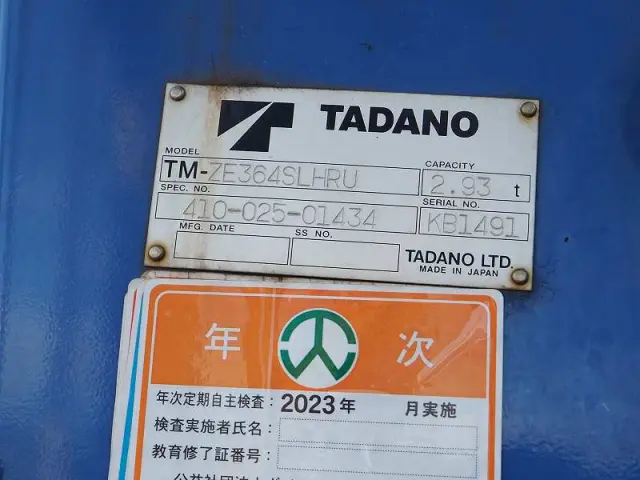 TADANO
MODEL
CAPACITY
TM-ZE364SLHRU
2.93 t
SPEC. NO.
SERIAL NO.
410-025-01434
KB1491
MFG. DATE
SS NO.
TADANO LTD.
MADE IN JAPAN
年 次
年次定期自主検査：2023年 月実施
検査実施者氏名：
教育修了証番号：